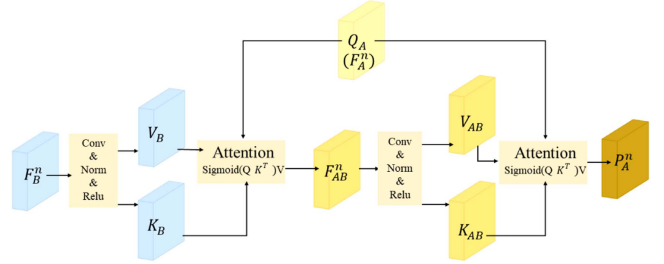 Q_A
(F_A^n)
F_B^n
Conv
&
Norm
&
Relu
V_B
K_B
Attention
Sigmoid(Q K^T )V
F_AB^n
Conv
&
Norm
&
Relu
V_AB
K_AB
Attention
Sigmoid(Q K^T )V
P_A^n